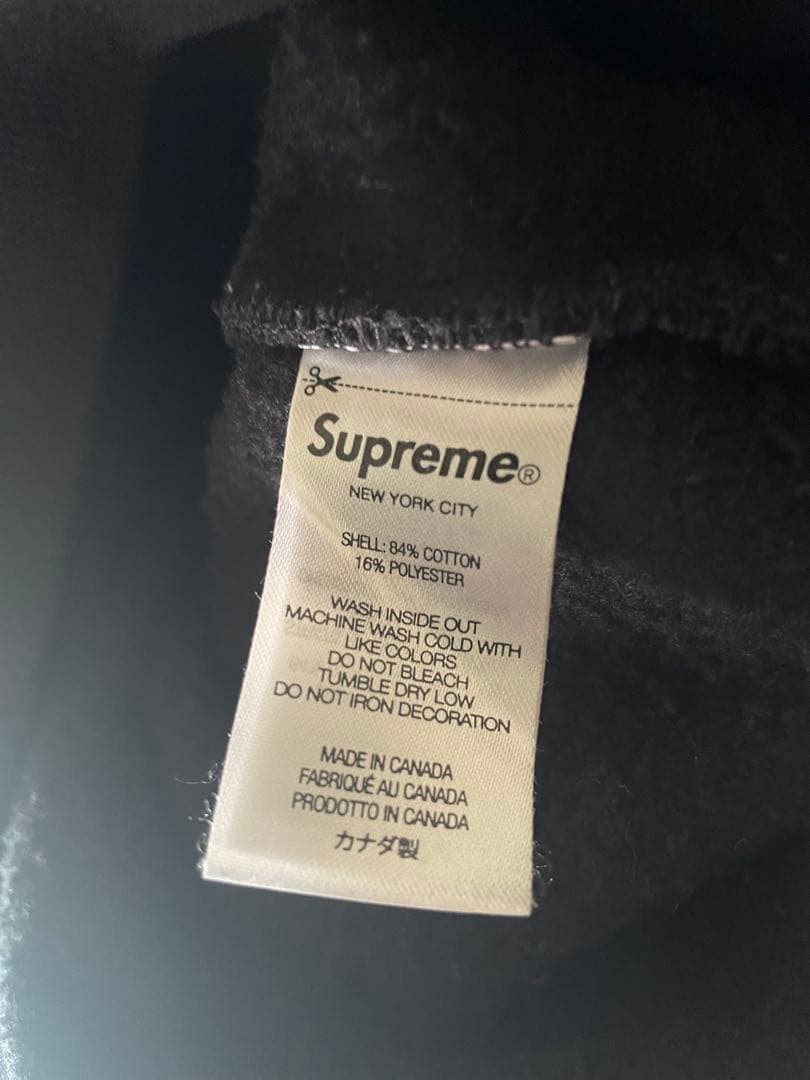 Supreme®
NEW YORK CITY
SHELL: 84% COTTON
16% POLYESTER
WASH INSIDE OUT
MACHINE WASH COLD WITH
LIKE COLORS
DO NOT BLEACH
TUMBLE DRY LOW
DO NOT IRON DECORATION
MADE IN CANADA
FABRIQUÉ AU CANADA
PRODOTTO IN CANADA
カナダ製